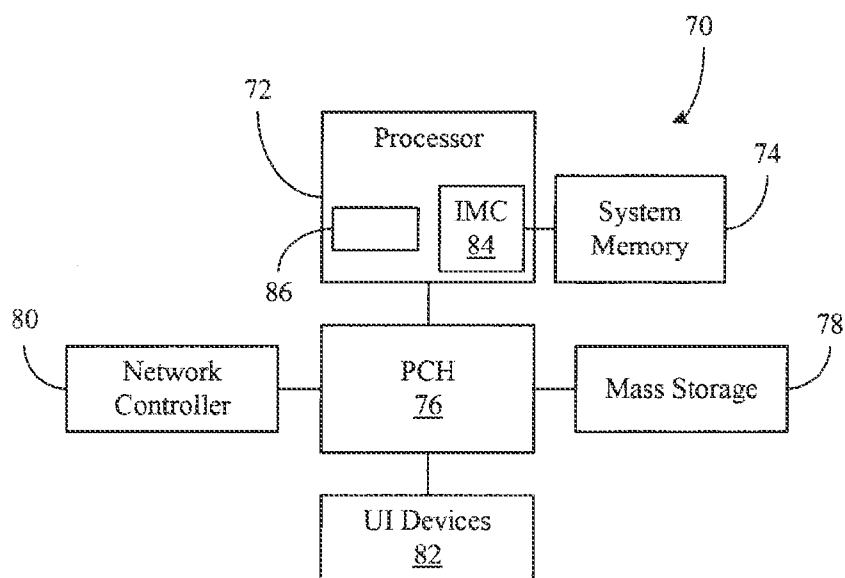 70
72
Processor
74
IMC
84
System
Memory
86
80
78
Network
Controller
PCH
76
Mass Storage
UI Devices
82